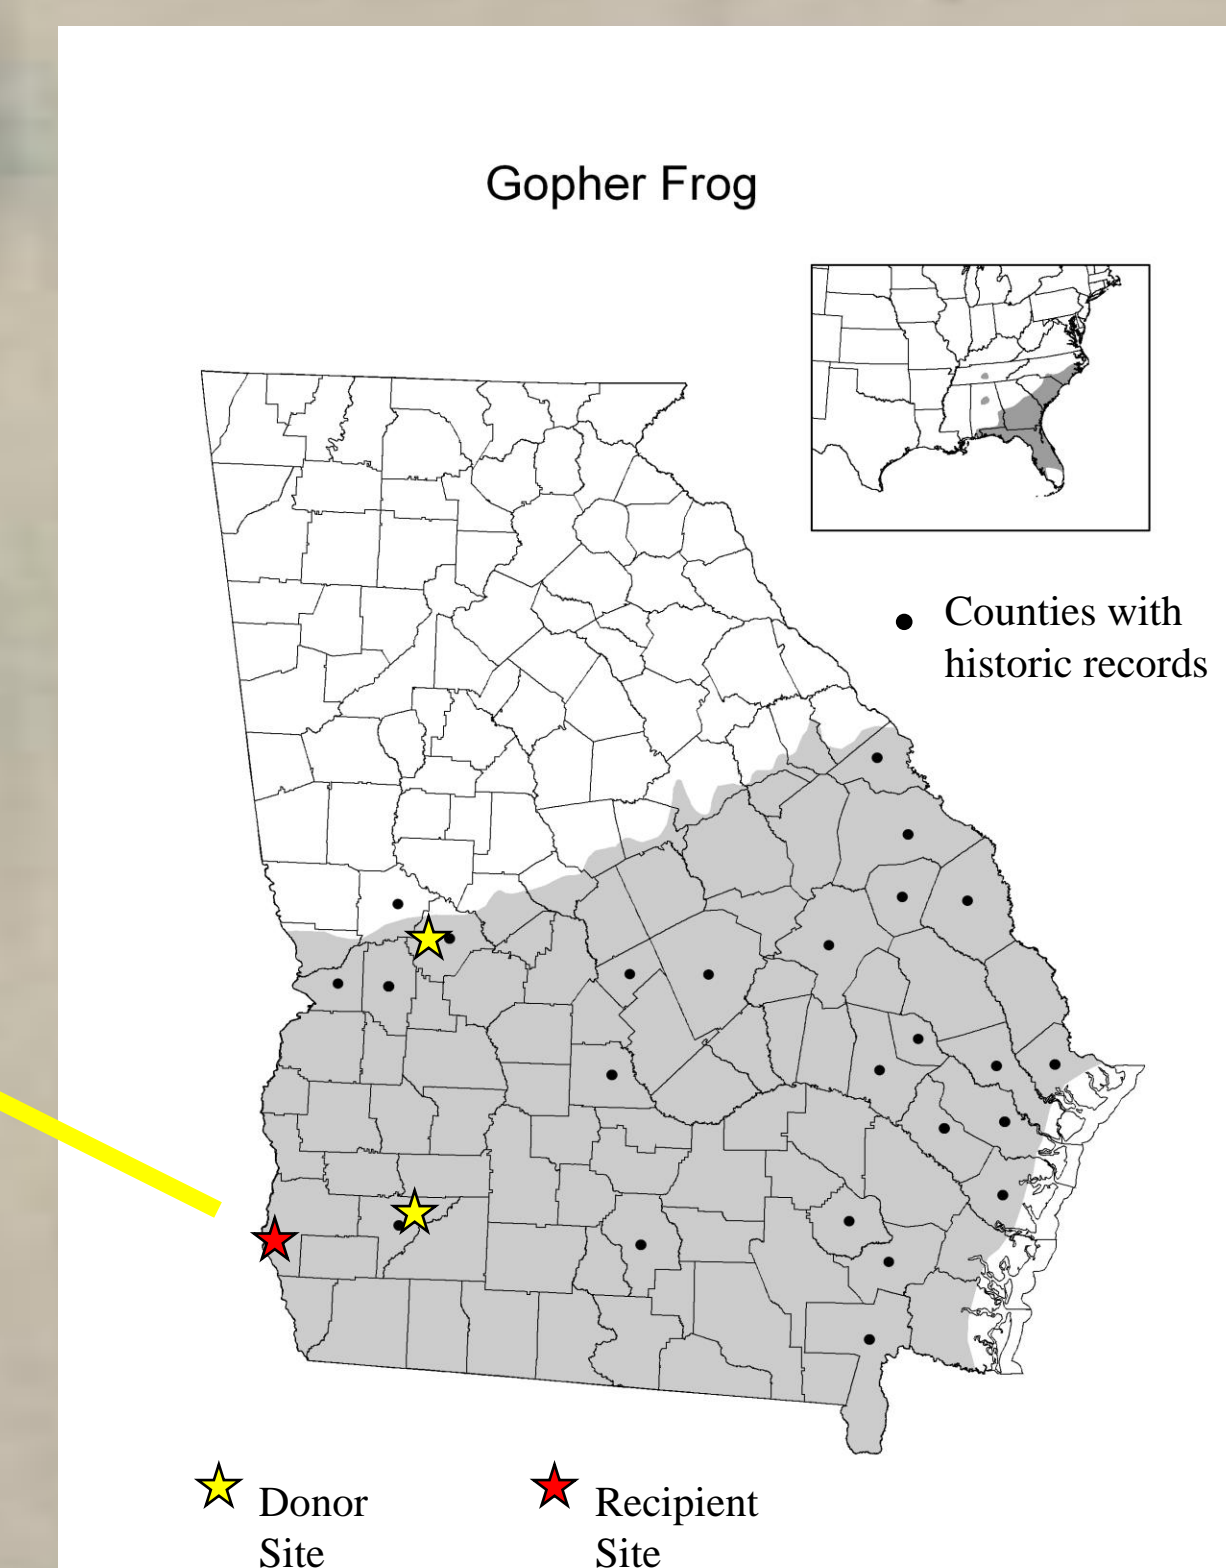 Gopher Frog
Counties with
historic records
Donor
Site
Recipient
Site